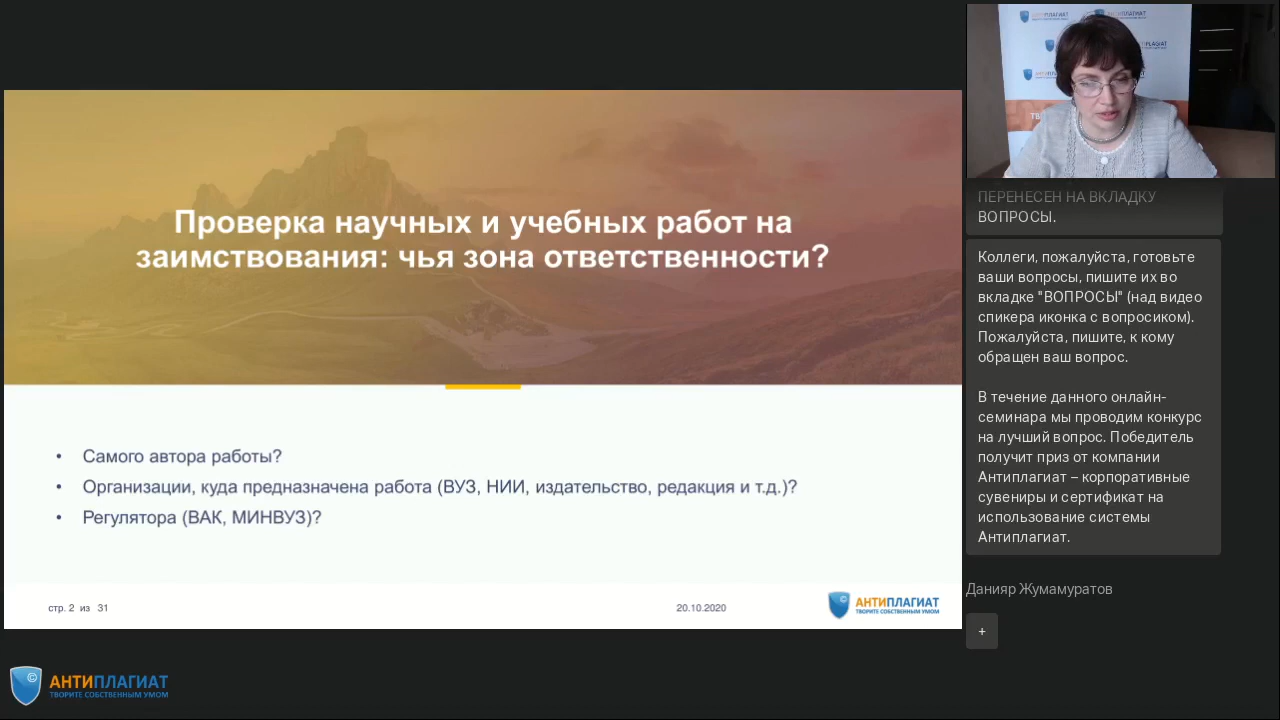 Проверка научных и учебных работ на
заимствования: чья зона ответственности?
• Самого автора работы?
• Организации, куда предназначена работа (ВУЗ, НИИ, издательство, редакция и т.д.)?
• Регулятора (ВАК, МИНВУЗ)?
стр. 2 из 31
20.10.2020
АНТИПЛАГИАТ
ТВОРИТЕ СОБСТВЕННЫМ УМОМ
АНТИПЛАГИАТ
ТВОРИТЕ СОБСТВЕННЫМ УМОМ
ПЕРЕНЕСЕН НА ВКЛАДКУ
ВОПРОСЫ.
Коллеги, пожалуйста, готовьте
ваши вопросы, пишите их во
вкладке "ВОПРОСЫ" (над видео
спикера иконка с вопросиком).
Пожалуйста, пишите, к кому
обращен ваш вопрос.
В течение данного онлайн-
семинара мы проводим конкурс
на лучший вопрос. Победитель
получит приз от компании
Антиплагиат – корпоративные
сувениры и сертификат на
использование системы
Антиплагиат.
Данияр Жумамуратов
+